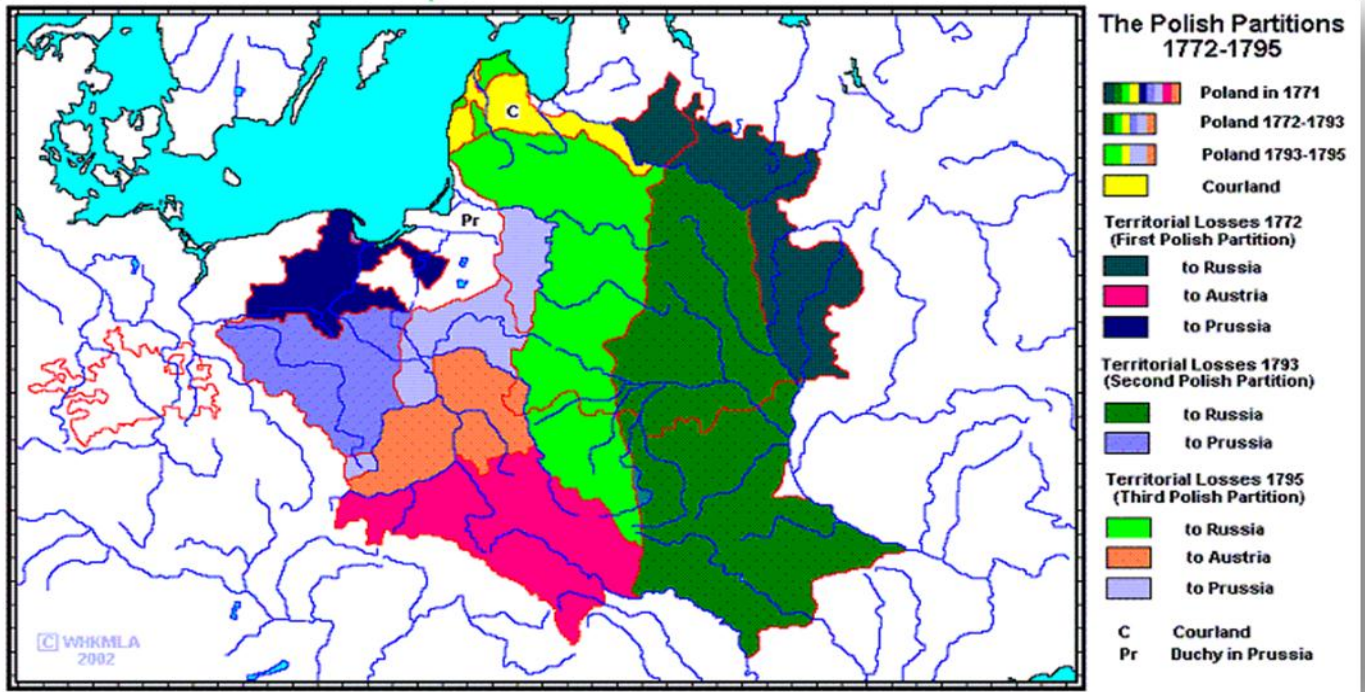 The Polish Partitions
1772-1795
Poland in 1771
Poland 1772-1793
Poland 1793-1795
Courland
Territorial Losses 1772
(First Polish Partition)
to Russia
to Austria
to Prussia
Territorial Losses 1793
(Second Polish Partition)
to Russia
to Prussia
Territorial Losses 1795
(Third Polish Partition)
to Russia
to Austria
to Prussia
C Courland
Pr Duchy in Prussia
C
Pr
C WHKMLA
2002